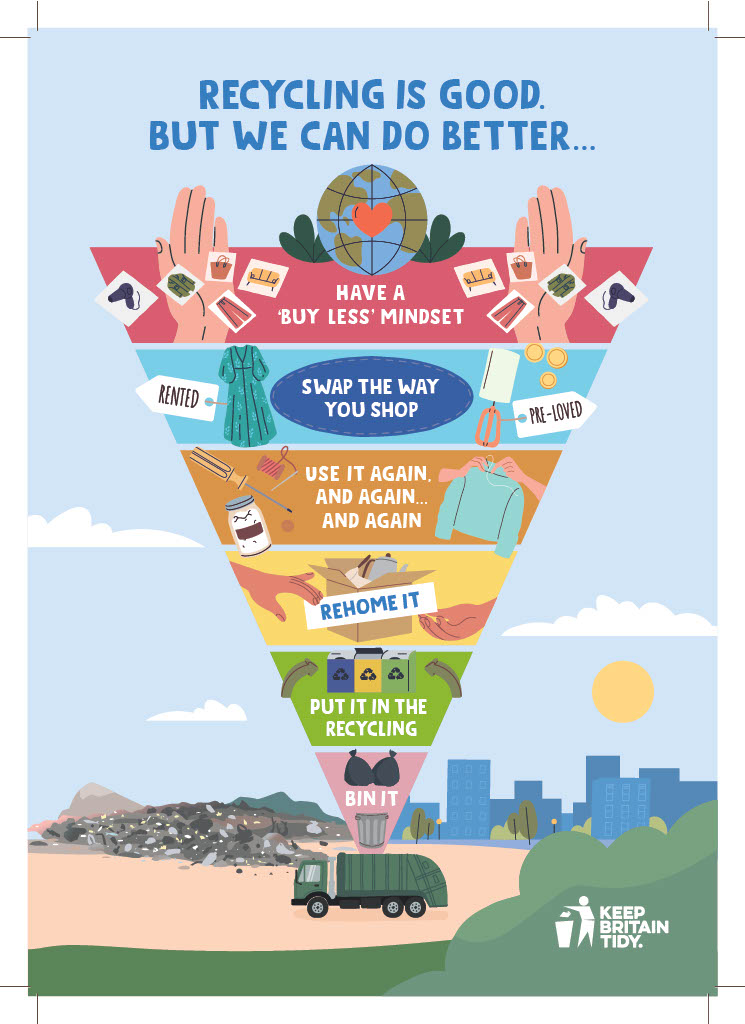 RECYCLING IS GOOD.
BUT WE CAN DO BETTER...
HAVE A
'BUY LESS' MINDSET
RENTED
SWAP THE WAY
YOU SHOP
PRE-LOVED
USE IT AGAIN,
AND AGAIN...
AND AGAIN
REHOME IT
PUT IT IN THE
RECYCLING
BIN IT
KEEP
BRITAIN
TIDY.